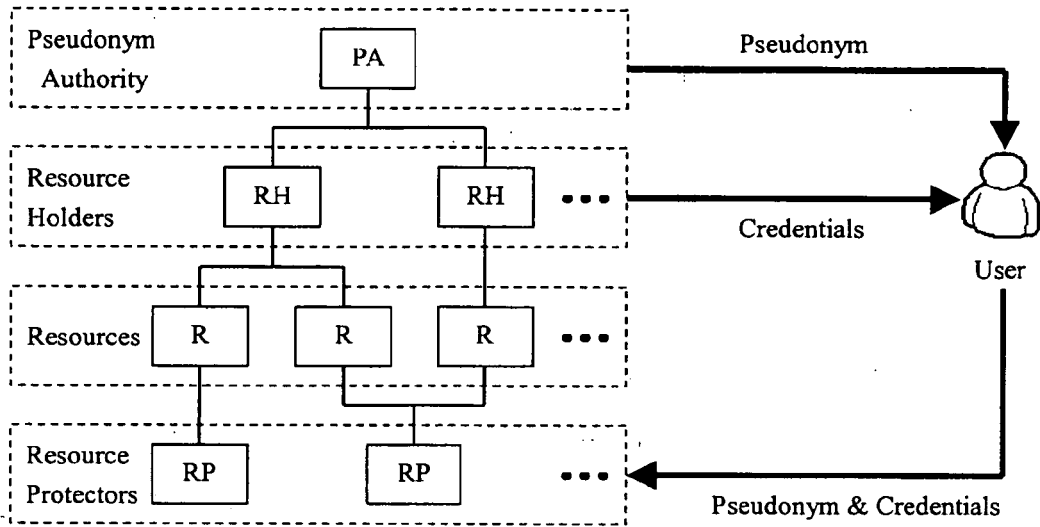 Pseudonym
Authority
PA
Pseudonym
Resource
Holders
RH
RH
Credentials
User
Resources
R
R
R
Resource
Protectors
RP
RP
Pseudonym & Credentials